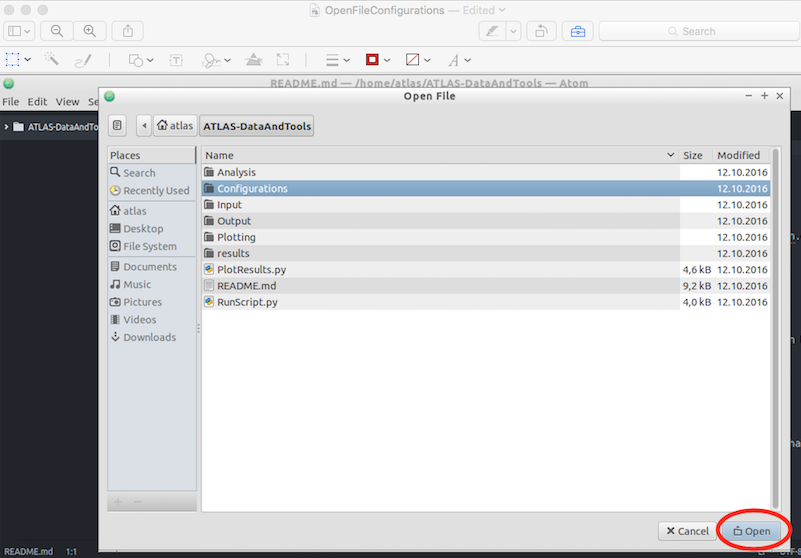 OpenFileConfigurations — Edited
Search
A
README.md — /home/atlas/ATLAS-DataAndTools — Atom
File Edit View Se
Open File
ATLAS-DataAndTo
atlas ATLAS-DataAndTools
Places Name Size Modified
Search Analysis 12.10.2016
Recently Used Configurations 12.10.2016
Input 12.10.2016
atlas Output 12.10.2016
Desktop Plotting 12.10.2016
File System results 12.10.2016
Documents PlotResults.py 4,6 kB 12.10.2016
Music README.md 9,2 kB 12.10.2016
Pictures RunScript.py 4,0 kB 12.10.2016
Videos
Downloads
Cancel Open
README.md 1:1